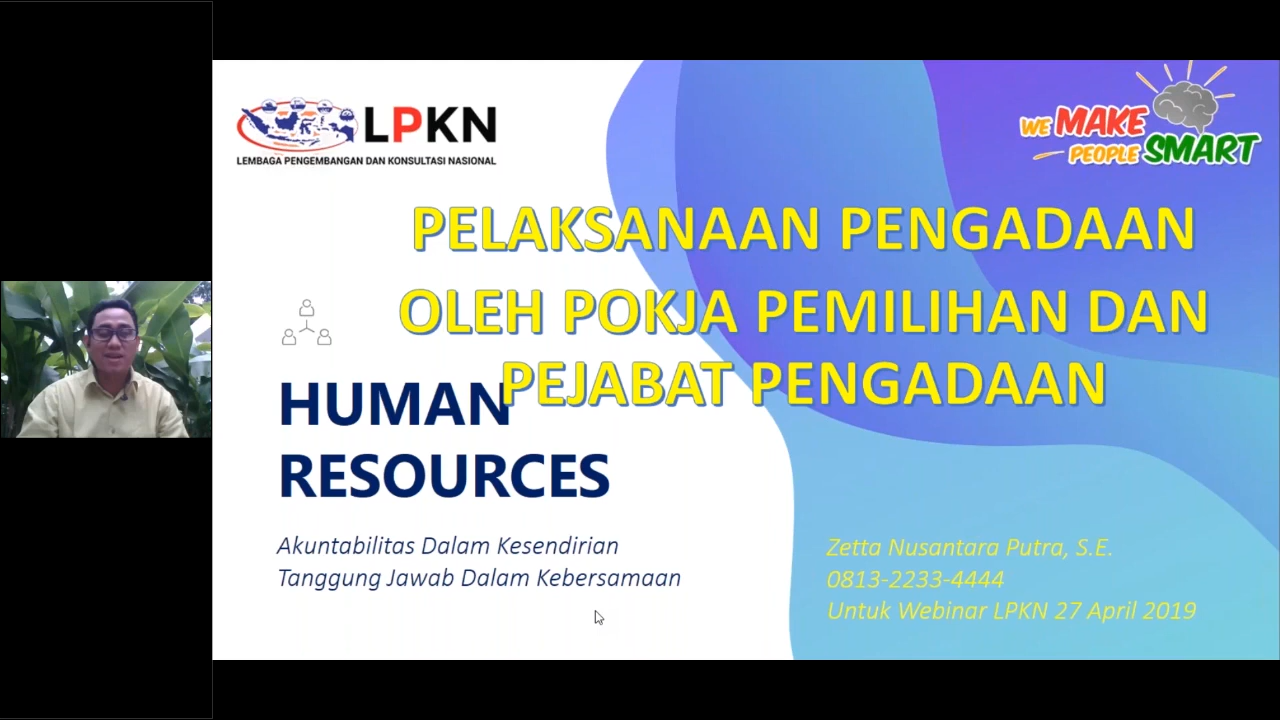 LPKN
LEMBAGA PENGEMBANGAN DAN KONSULTASI NASIONAL
WE MAKE
PEOPLE SMART
PELAKSANAAN PENGADAAN
OLEH POKJA PEMILIHAN DAN
PEJABAT PENGADAAN
HUMAN
RESOURCES
Akuntabilitas Dalam Kesendirian
Tanggung Jawab Dalam Kebersamaan
Zetta Nusantara Putra, S.E.
0813-2233-4444
Untuk Webinar LPKN 27 April 2019